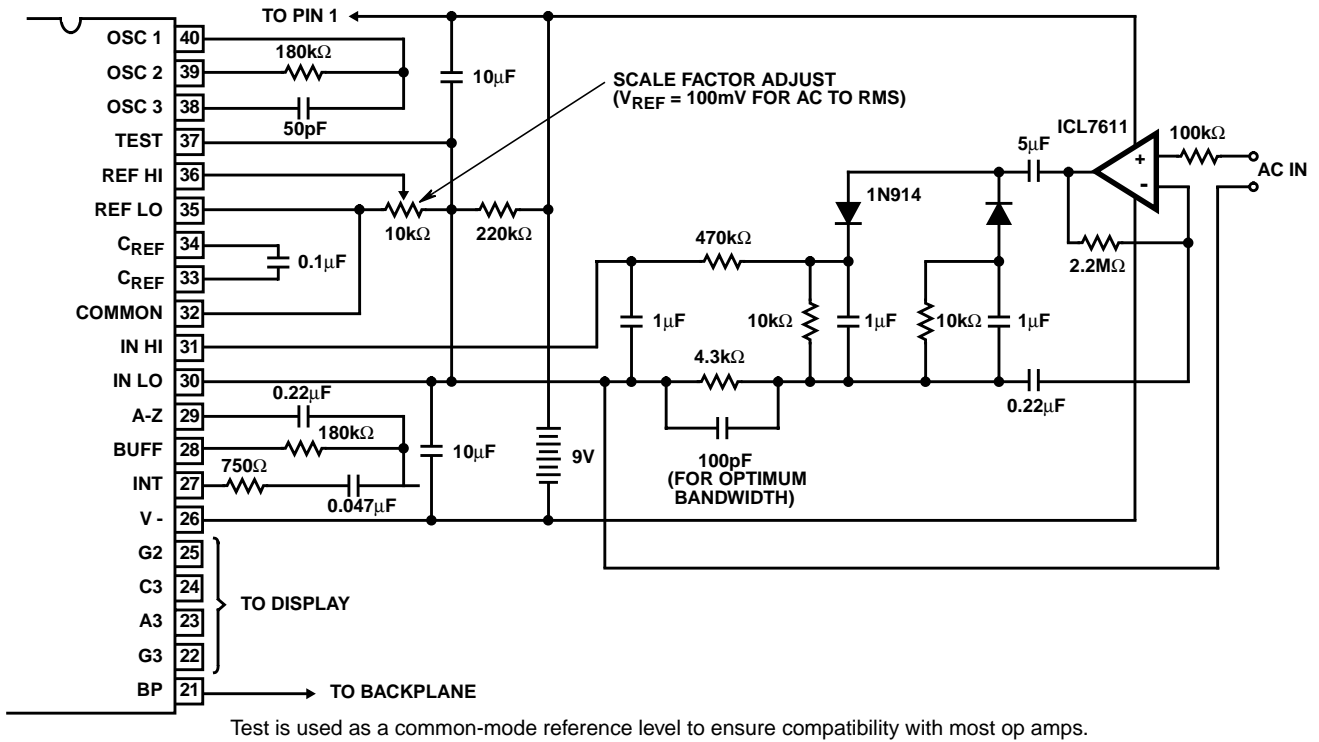 TO PIN 1
OSC 1 40
OSC 2 39
OSC 3 38
TEST 37
REF HI 36
REF LO 35
CREF 34
CREF 33
COMMON 32
IN HI 31
IN LO 30
A-Z 29
BUFF 28
INT 27
V - 26
G2 25
C3 24
A3 23
G3 22
BP 21
180kΩ
50pF
10μF
SCALE FACTOR ADJUST
(VREF = 100mV FOR AC TO RMS)
10kΩ
220kΩ
0.1μF
ICL7611
100kΩ
AC IN
+
-
5μF
1N914
2.2MΩ
470kΩ
1μF
10kΩ
1μF
10kΩ
1μF
4.3kΩ
0.22μF
100pF
(FOR OPTIMUM
BANDWIDTH)
0.22μF
180kΩ
750Ω
0.047μF
10μF
9V
TO DISPLAY
TO BACKPLANE
Test is used as a common-mode reference level to ensure compatibility with most op amps.